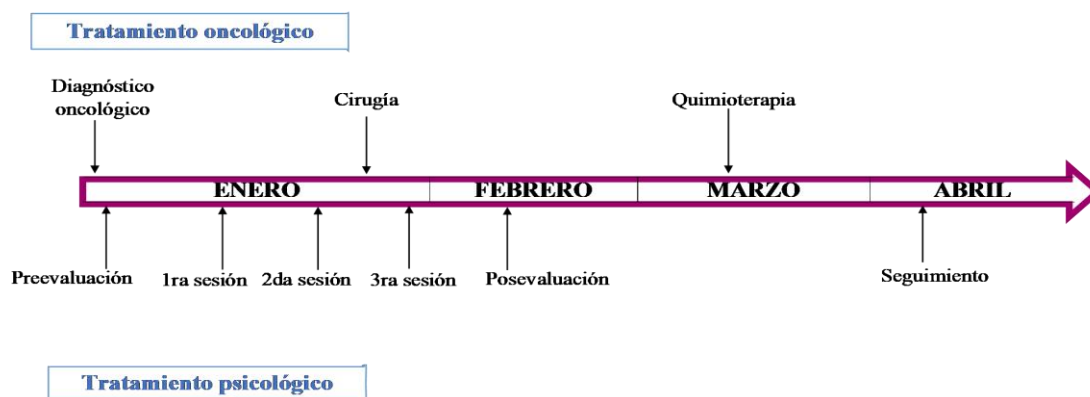 Tratamiento oncológico
Diagnóstico
oncológico
Cirugía
Quimioterapia
ENERO
FEBRERO
MARZO
ABRIL
Preevaluación
1ra sesión
2da sesión
3ra sesión
Posevaluación
Seguimiento
Tratamiento psicológico